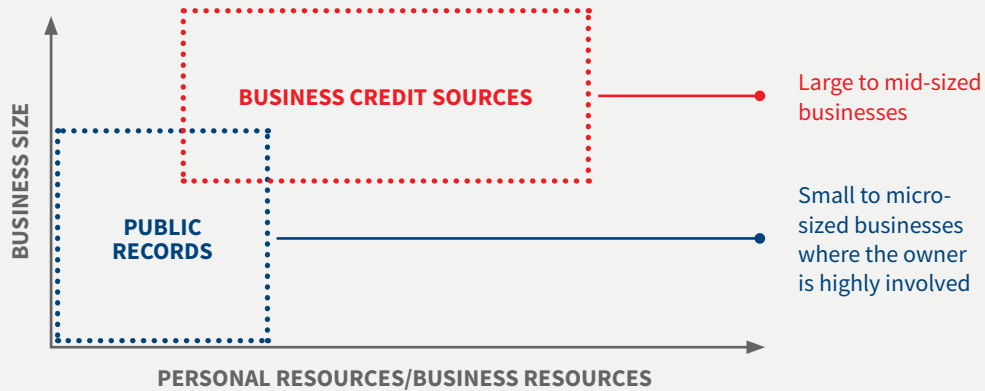 BUSINESS SIZE
BUSINESS CREDIT SOURCES
Large to mid-sized
businesses
PUBLIC
RECORDS
Small to micro-
sized businesses
where the owner
is highly involved
PERSONAL RESOURCES/BUSINESS RESOURCES